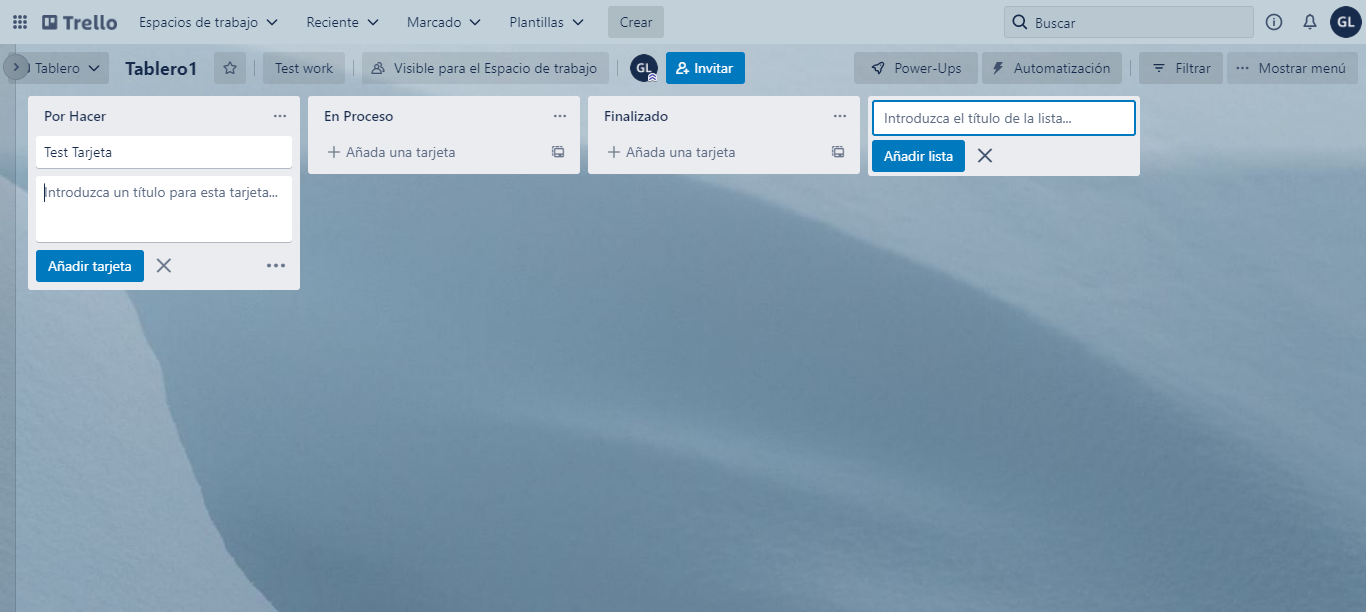 Trello Espacios de trabajo Reciente Marcado Plantillas Crear Buscar GL
Tablero Tablero1 Test work Visible para el Espacio de trabajo GL Invitar Power-Ups Automatización Filtrar Mostrar menú
Por Hacer
Test Tarjeta
Introduzca un título para esta tarjeta...
Añadir tarjeta
En Proceso
Añada una tarjeta
Finalizado
Añada una tarjeta
Introduzca el título de la lista...
Añadir lista